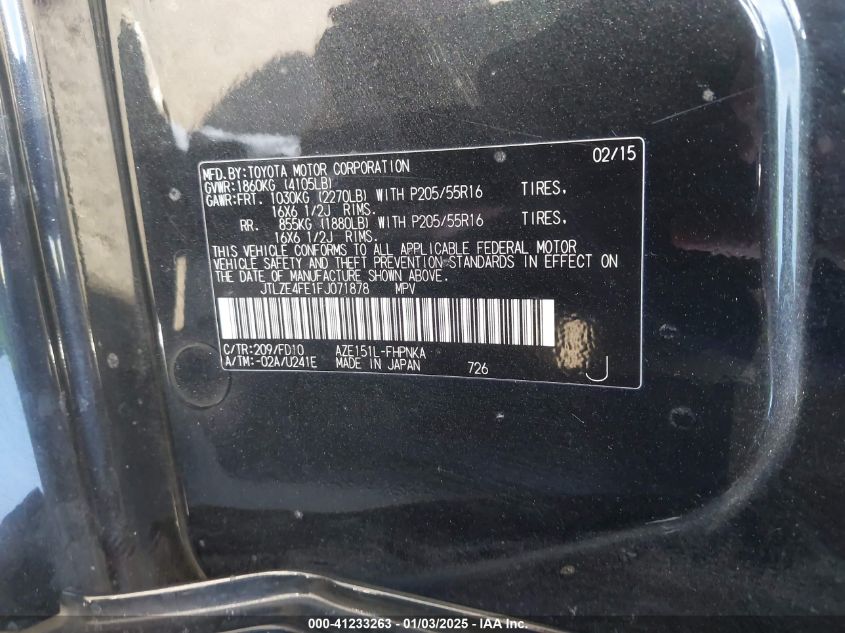 02/15
MFD.BY:TOYOTA MOTOR CORPORATION
GVWR:1860KG (4105LB)
GAWR:FRT. 1030KG (2270LB) WITH P205/55R16 TIRES,
16X6 1/2J RIMS.
RR. 855KG (1880LB) WITH P205/55R16 TIRES,
16X6 1/2J RIMS.
THIS VEHICLE CONFORMS TO ALL APPLICABLE FEDERAL MOTOR
VEHICLE SAFETY AND THEFT PREVENTION STANDARDS IN EFFECT ON
THE DATE OF MANUFACTURE SHOWN ABOVE.
JTLZE4FE1FJ071878 MPV
C/TR:209/FD10 AZE151L-FHPNKA
A/TM:-02A/U241E MADE IN JAPAN 726
J
000-41233263 - 01/03/2025 - IAA Inc.